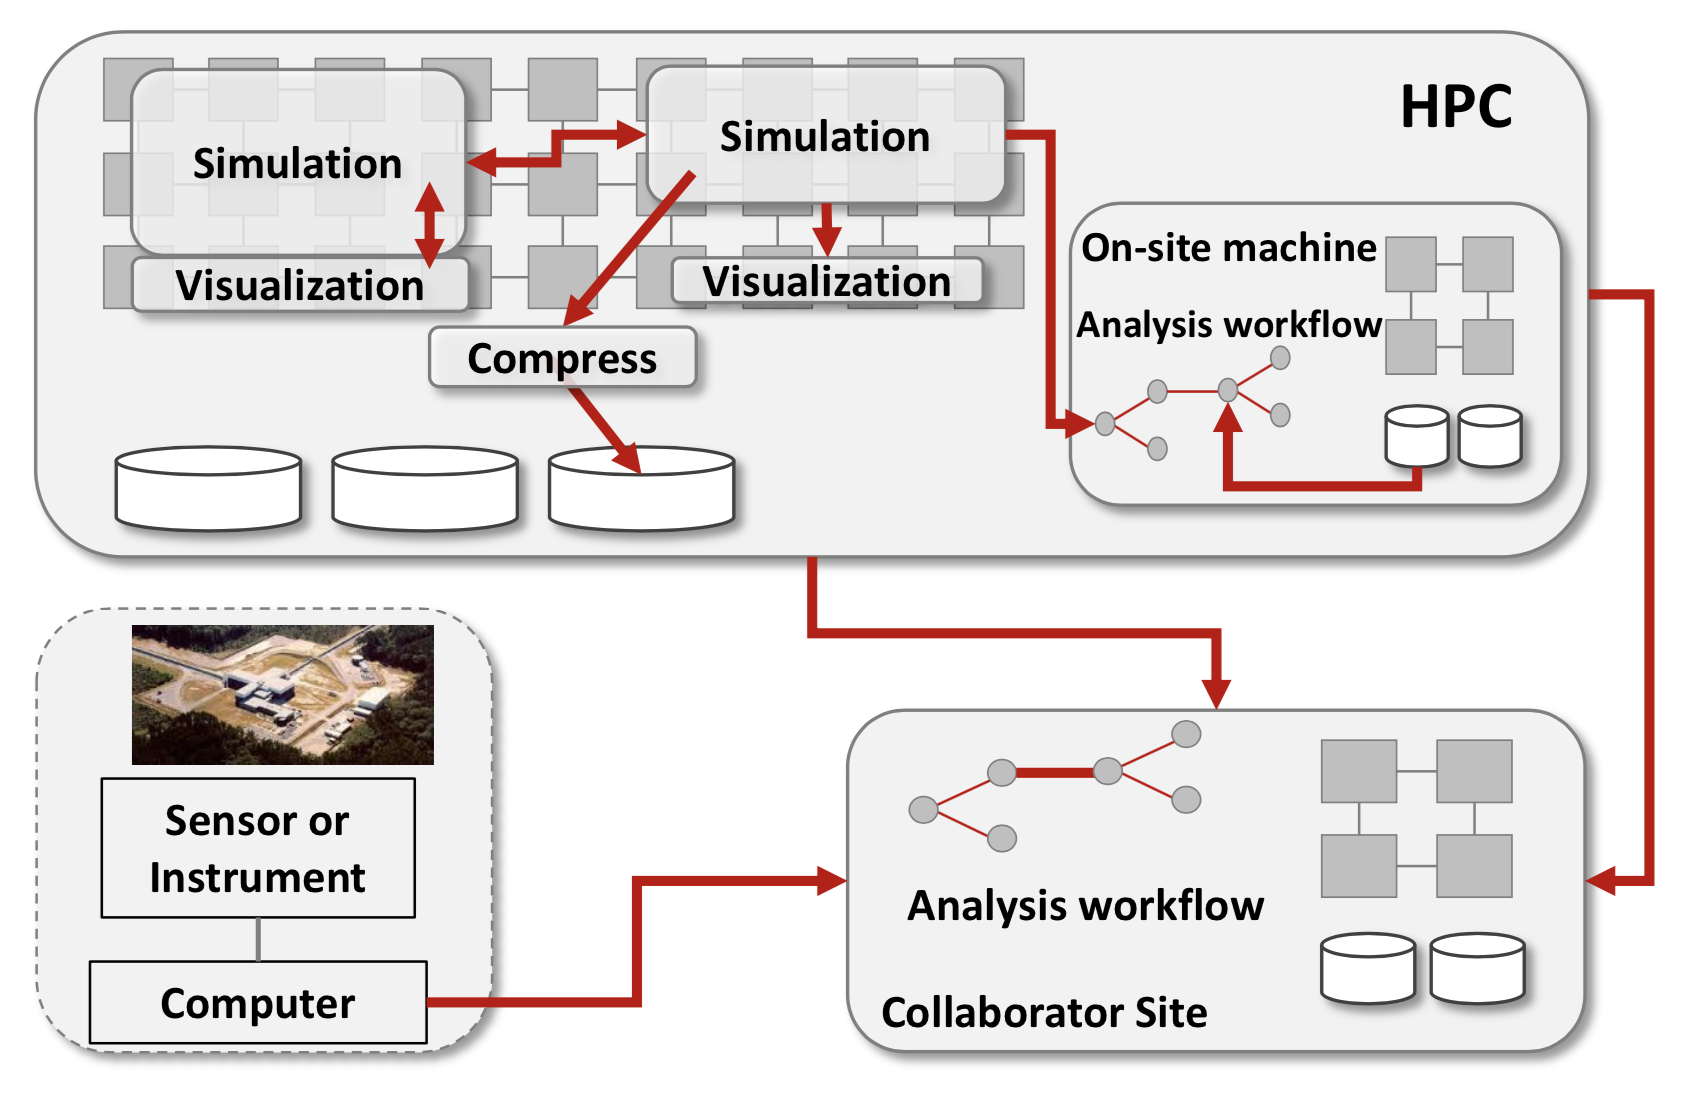 HPC
Simulation
Simulation
Visualization
Visualization
Compress
On-site machine
Analysis workflow
Sensor or
Instrument
Computer
Analysis workflow
Collaborator Site